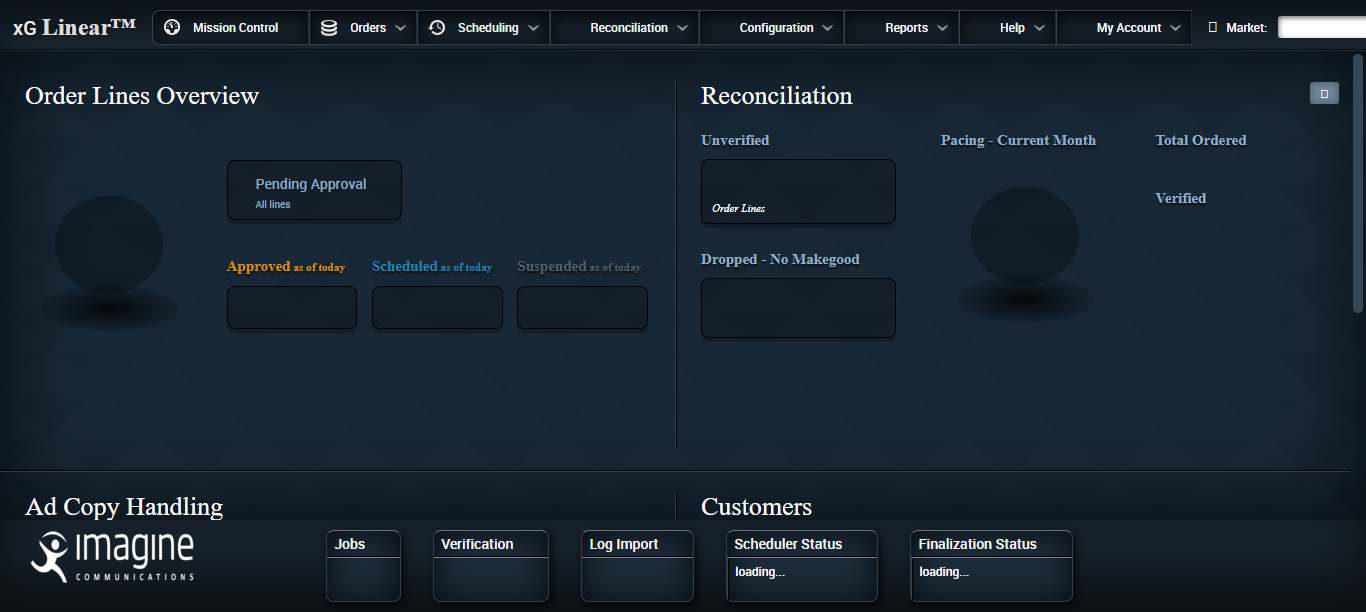 xG Linear™
Mission Control
Orders
Scheduling
Reconciliation
Configuration
Reports
Help
My Account
Market:
Order Lines Overview
Pending Approval
All lines
Approved as of today
Scheduled as of today
Suspended as of today
Reconciliation
Unverified
Order Lines
Dropped - No Makegood
Pacing - Current Month
Total Ordered
Verified
Ad Copy Handling
Customers
imagine
COMMUNICATIONS
Jobs
Verification
Log Import
Scheduler Status
loading...
Finalization Status
loading...